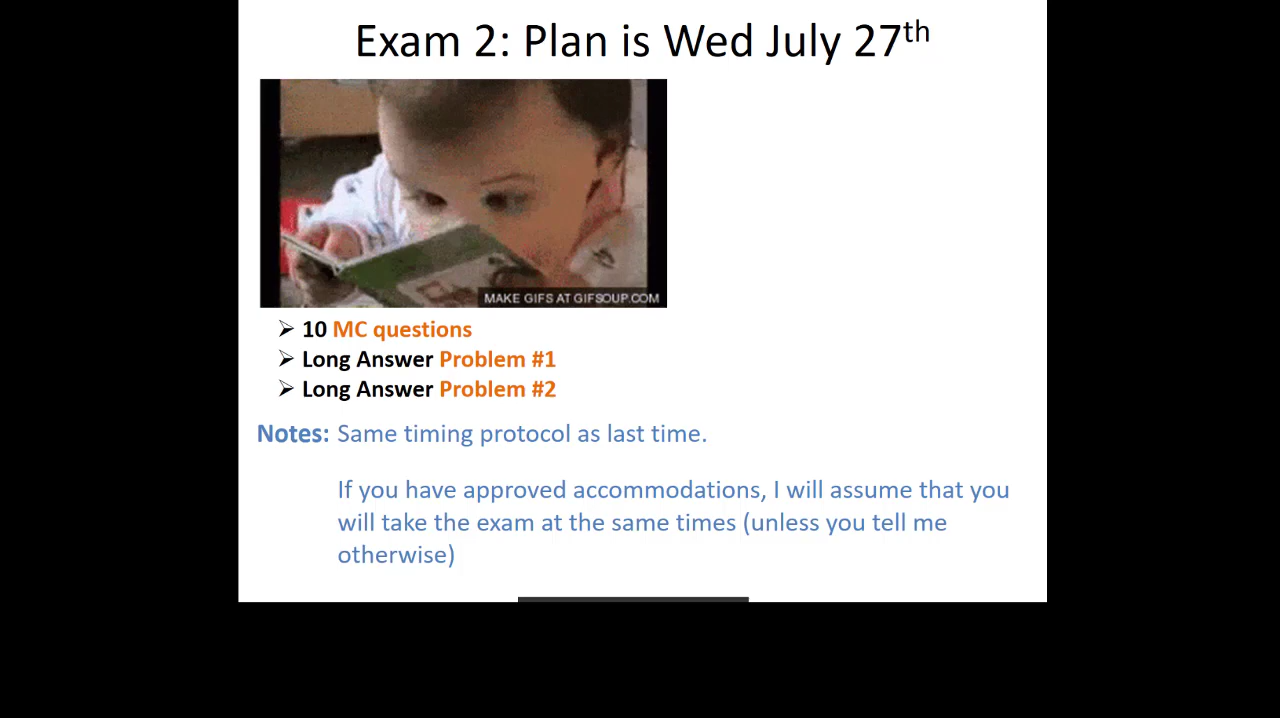 Exam 2: Plan is Wed July 27th
MAKE GIFS AT GIFSOUP.COM
➢ 10 MC questions
➢ Long Answer Problem #1
➢ Long Answer Problem #2
Notes: Same timing protocol as last time.
If you have approved accommodations, I will assume that you
will take the exam at the same times (unless you tell me
otherwise)